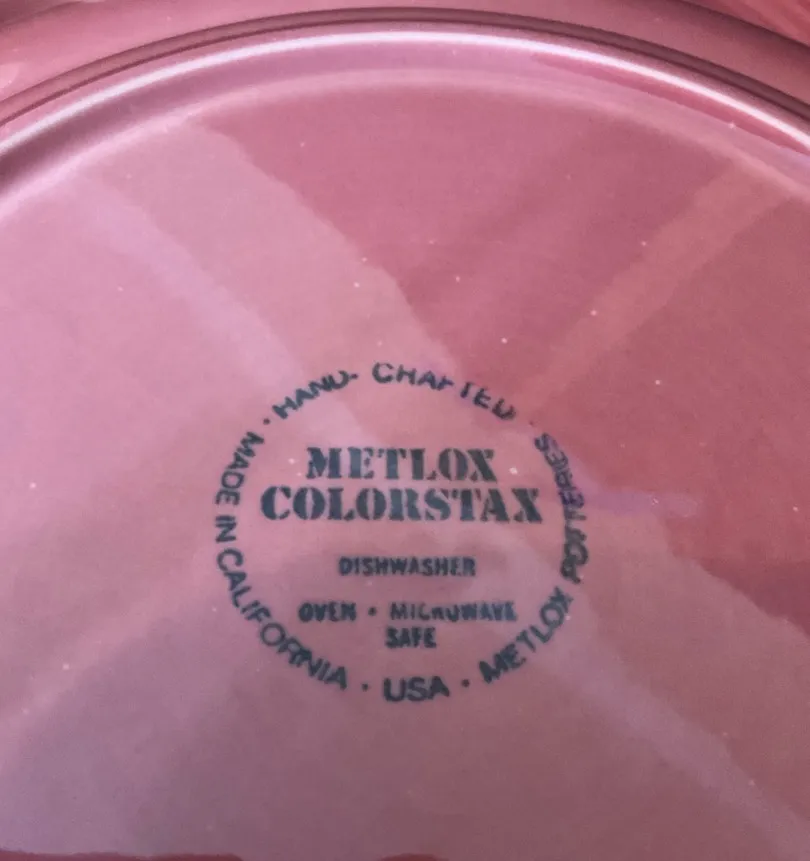 HAND-CRAFTED · METLOX POTTERIES · USA · MADE IN CALIFORNIA ·
METLOX
COLORSTAX
DISHWASHER
OVEN · MICROWAVE
SAFE